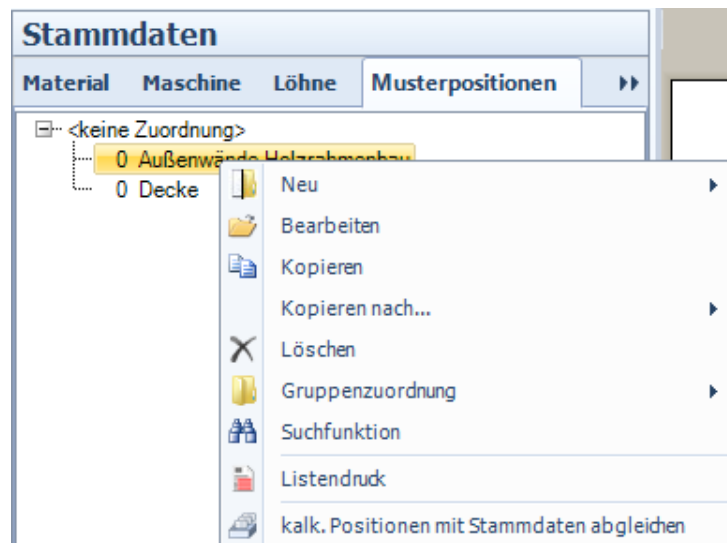 Stammdaten
Material Maschine Löhne Musterpositionen
<keine Zuordnung>
0 Außenwände Holzrahmenbau
0 Decke
Neu
Bearbeiten
Kopieren
Kopieren nach...
Löschen
Gruppenzuordnung
Suchfunktion
Listendruck
kalk. Positionen mit Stammdaten abgleichen